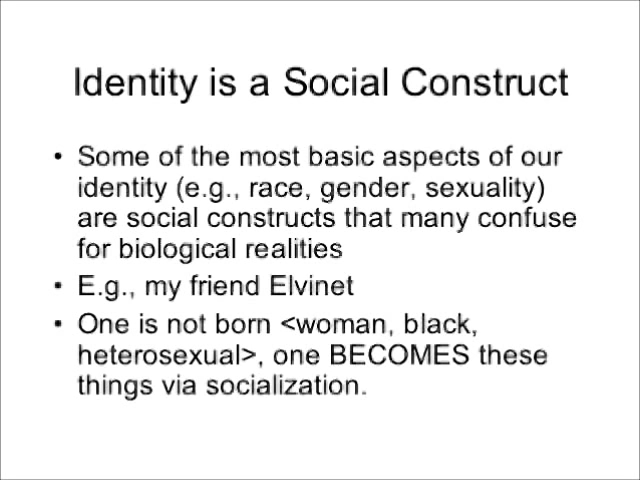 Identity is a Social Construct
• Some of the most basic aspects of our
identity (e.g., race, gender, sexuality)
are social constructs that many confuse
for biological realities
• E.g., my friend Elvinet
• One is not born <woman, black,
heterosexual>, one BECOMES these
things via socialization.